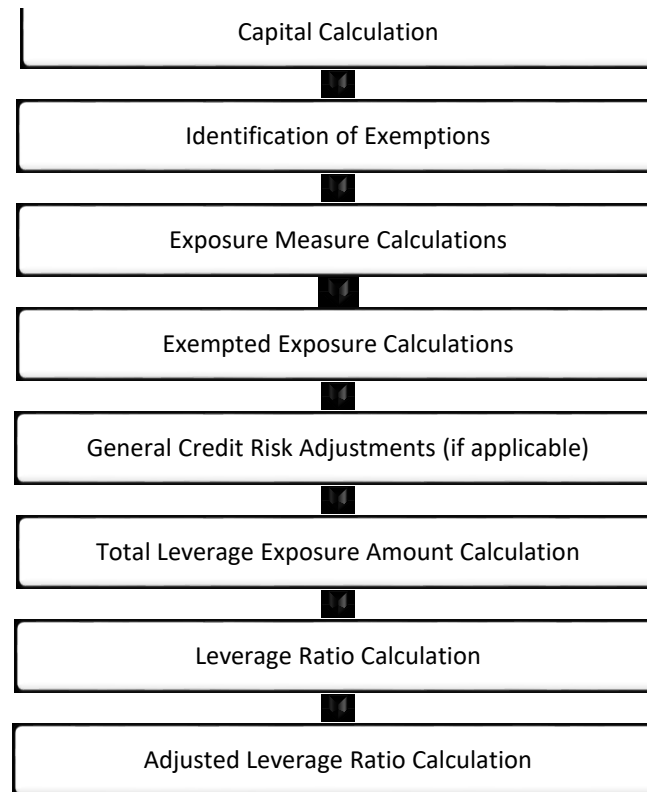 Capital Calculation
Identification of Exemptions
Exposure Measure Calculations
Exempted Exposure Calculations
General Credit Risk Adjustments (if applicable)
Total Leverage Exposure Amount Calculation
Leverage Ratio Calculation
Adjusted Leverage Ratio Calculation